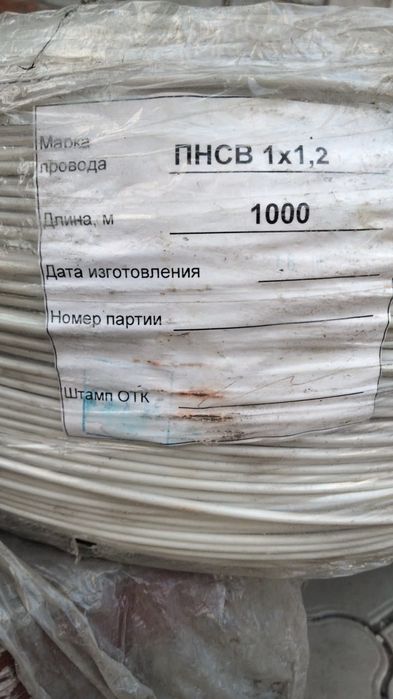 Марка
провода
ПНСВ 1х1,2
Длина, м 1000
Дата изготовления
Номер партии
Штамп ОТК